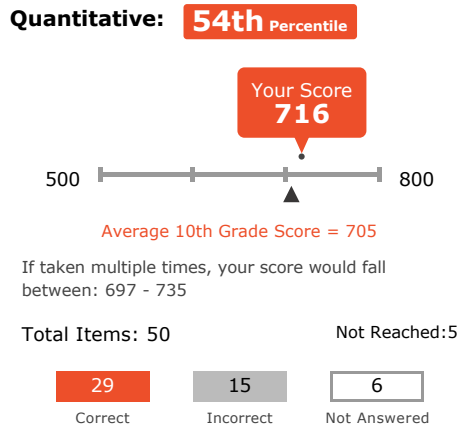 Quantitative: 54th Percentile
Your Score
716
500 800
Average 10th Grade Score = 705
If taken multiple times, your score would fall
between: 697 - 735
Total Items: 50 Not Reached:5
29 15 6
Correct Incorrect Not Answered